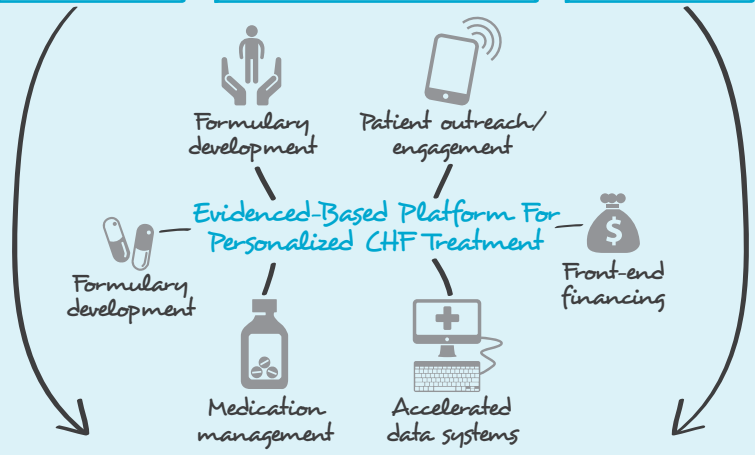 Formulary
development
Patient outreach/
engagement
Evidenced-Based Platform For
Personalized CHF Treatment
Formulary
development
$
Front-end
financing
Medication
management
Accelerated
data systems